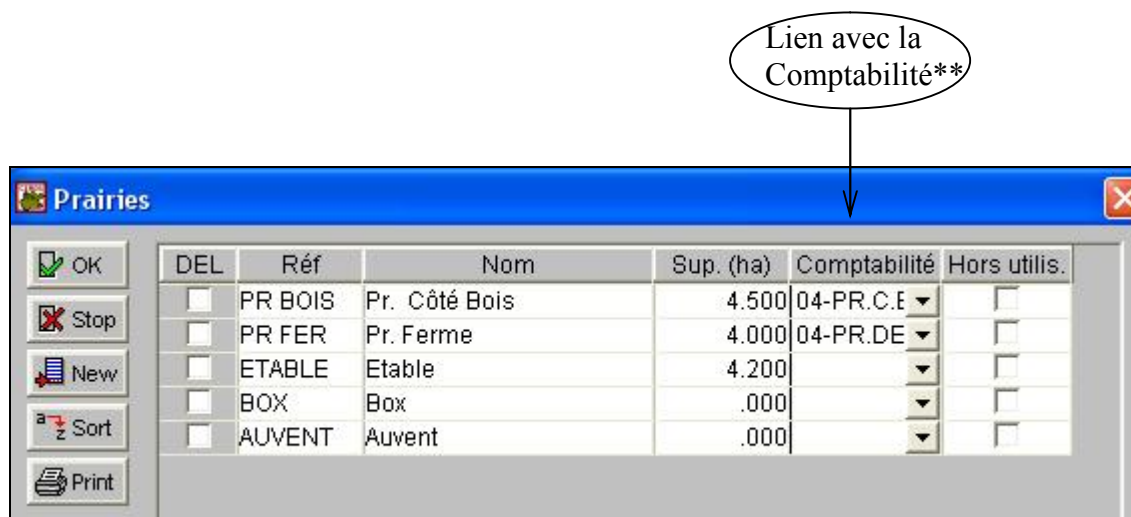 Lien avec la
Comptabilité**
Prairies
OK
Stop
New
Sort
Print
DEL Réf Nom Sup. (ha) Comptabilité Hors utilis.
PR BOIS Pr. Côté Bois 4.500 04-PR.C.E
PR FER Pr. Ferme 4.000 04-PR.DE
ETABLE Etable 4.200
BOX Box .000
AUVENT Auvent .000